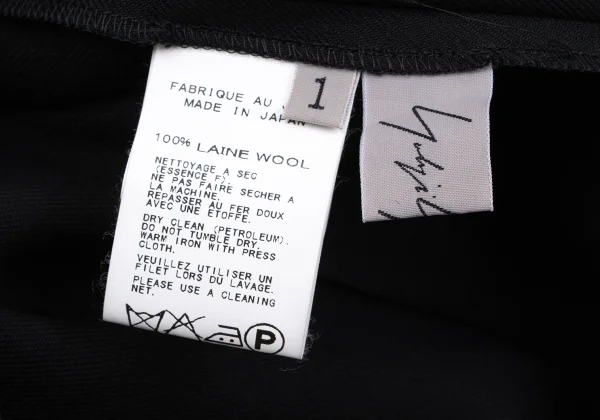 FABRIQUE AU
MADE IN JAPAN
1
100% LAINE WOOL
NETTOYAGE A SEC
(ESSENCE F).
NE PAS FAIRE SECHER A
LA MACHINE.
REPASSER AU FER DOUX
AVEC UNE ETOFFE.
DRY CLEAN (PETROLEUM).
DO NOT TUMBLE DRY.
WARM IRON WITH PRESS
CLOTH.
VEUILLEZ UTILISER UN
FILET LORS DU LAVAGE.
PLEASE USE A CLEANING
NET.
P